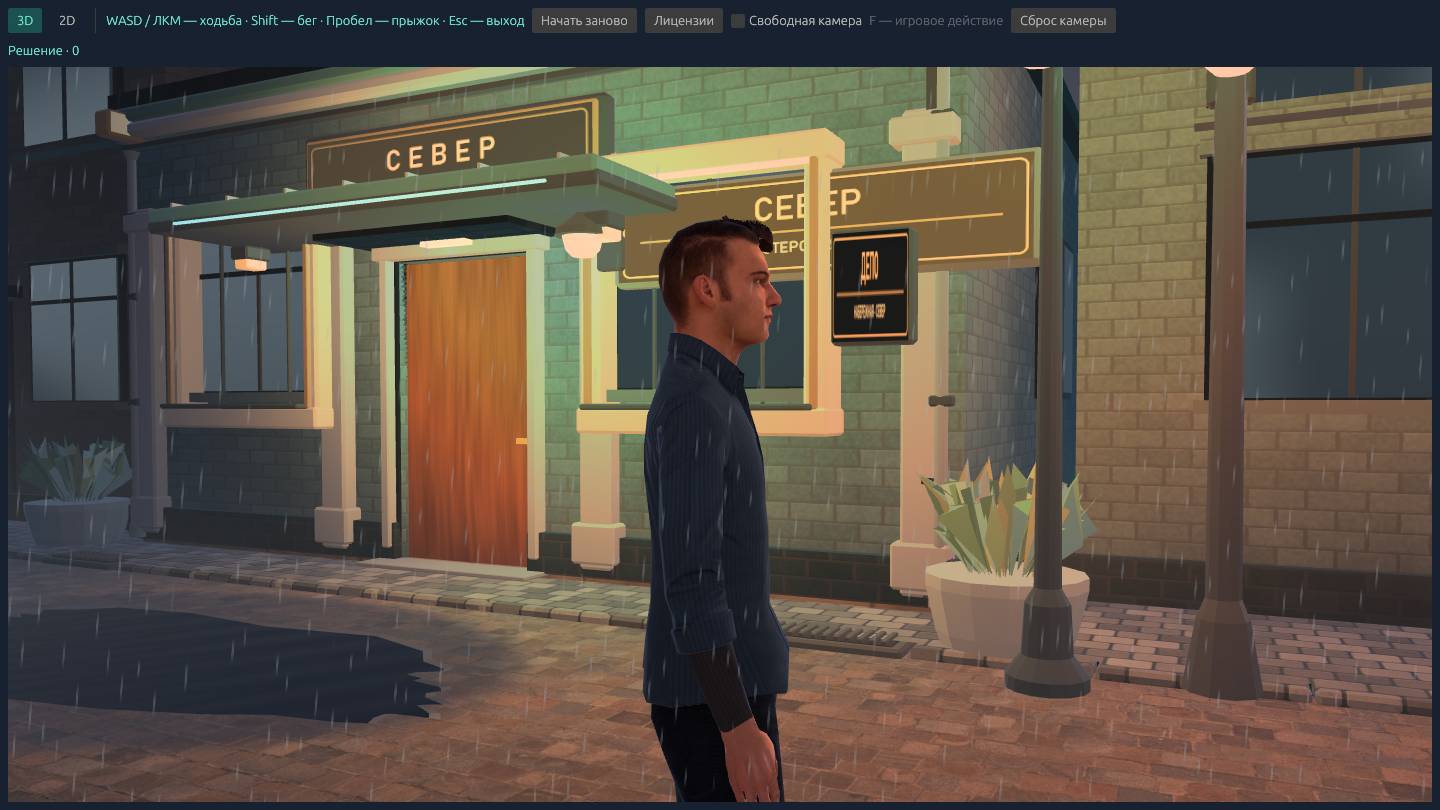 3D 2D WASD / ЛКМ — ходьба · Shift — бег · Пробел — прыжок · Esc — выход Начать заново Лицензии Свободная камера F — игровое действие Сброс камеры
Решение · 0
СЕВЕР
СЕВЕР
ДЕПО